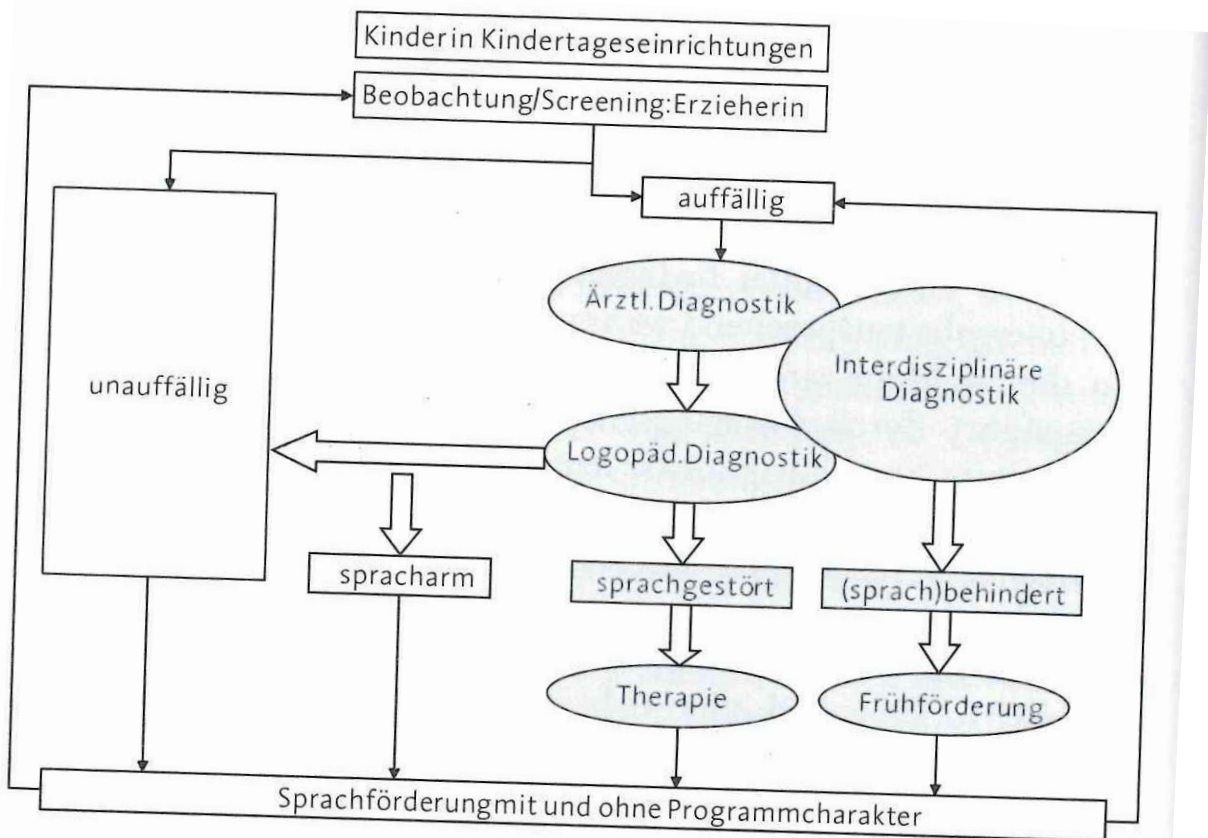 Kinder in Kindertageseinrichtungen
Beobachtung/Screening:Erzieherin
auffällig
Ärztl.Diagnostik
unauffällig
Interdisziplinäre
Diagnostik
Logopäd.Diagnostik
spracharm
sprachgestört
(sprach)behindert
Therapie
Frühförderung
Sprachförderungmit und ohne Programmcharakter